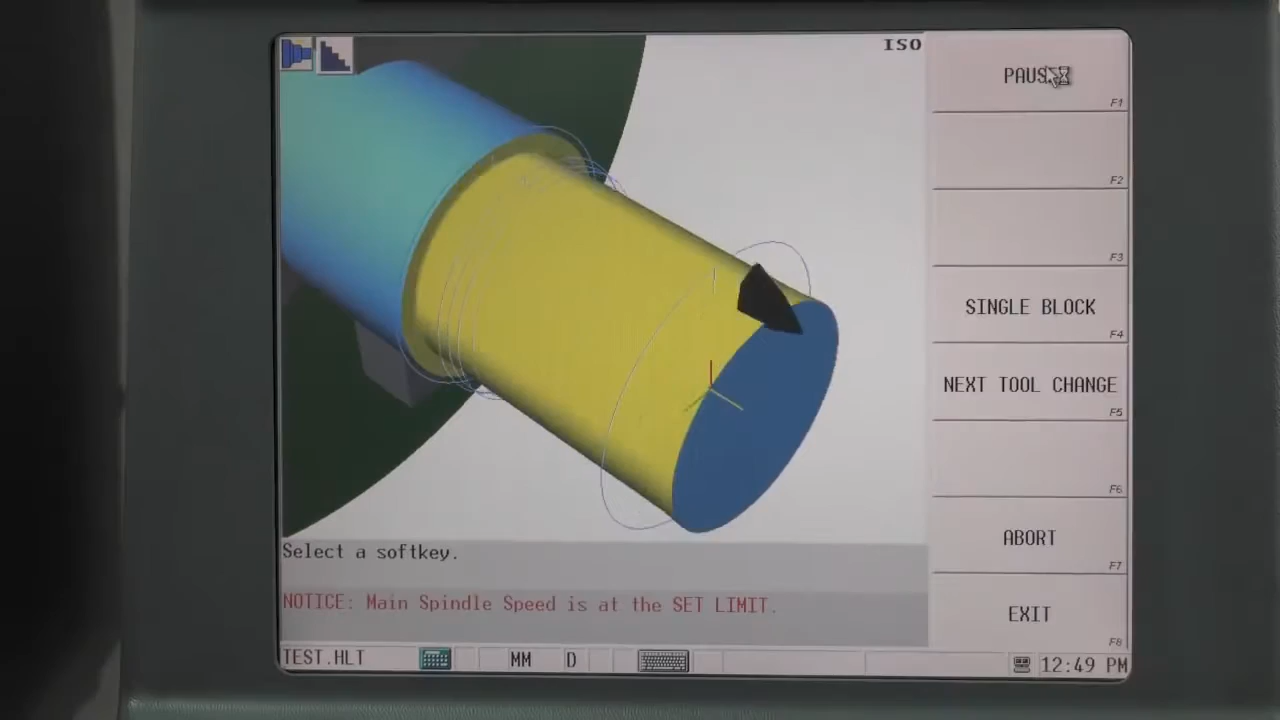 ISO
PAUS
F1
F2
F3
SINGLE BLOCK
F4
NEXT TOOL CHANGE
F5
F6
ABORT
F7
EXIT
F8
Select a softkey.
NOTICE: Main Spindle Speed is at the SET LIMIT.
TEST.HLT
MM
D
12:49 PM